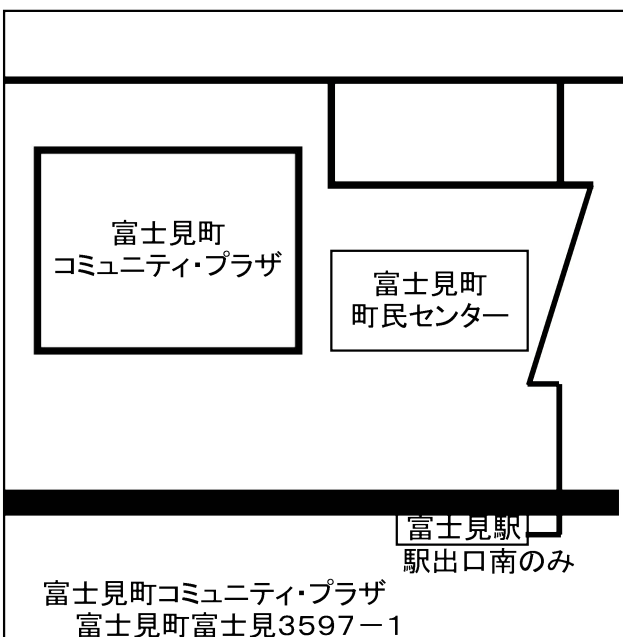 富士見町
コミュニティ・プラザ
富士見町
町民センター
富士見駅
駅出口南のみ
富士見町コミュニティ・プラザ
富士見町富士見3597－1